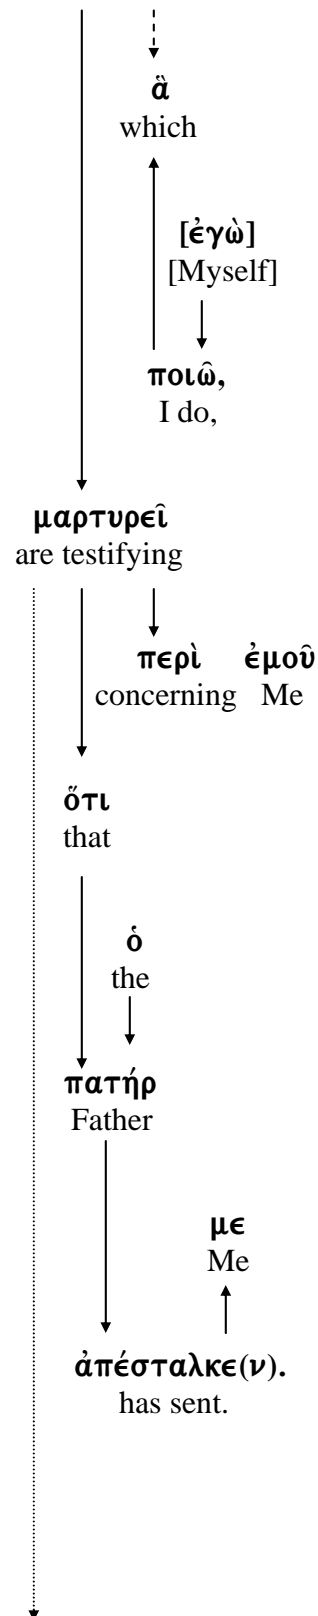 ἃ
which
[ἐγὼ]
[Myself]
ποιῶ,
I do,
μαρτυρεῖ
are testifying
περὶ ἐμοῦ
concerning Me
ὅτι
that
ὁ
the
πατήρ
Father
με
Me
ἀπέσταλκε(ν).
has sent.